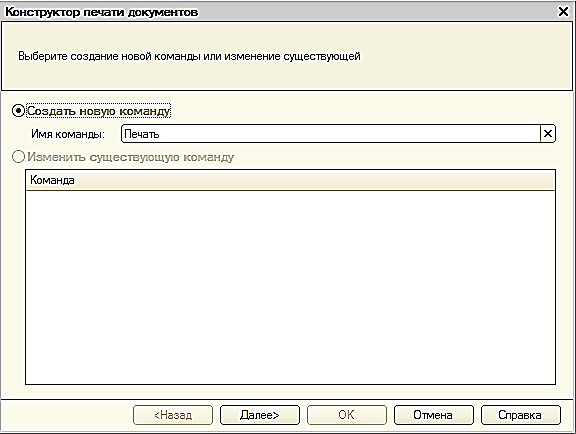 Конструктор печати документов
Выберите создание новой команды или изменение существующей
Создать новую команду
Имя команды: Печать
Изменить существующую команду
Команда
<Назад Далее> OK Отмена Справка